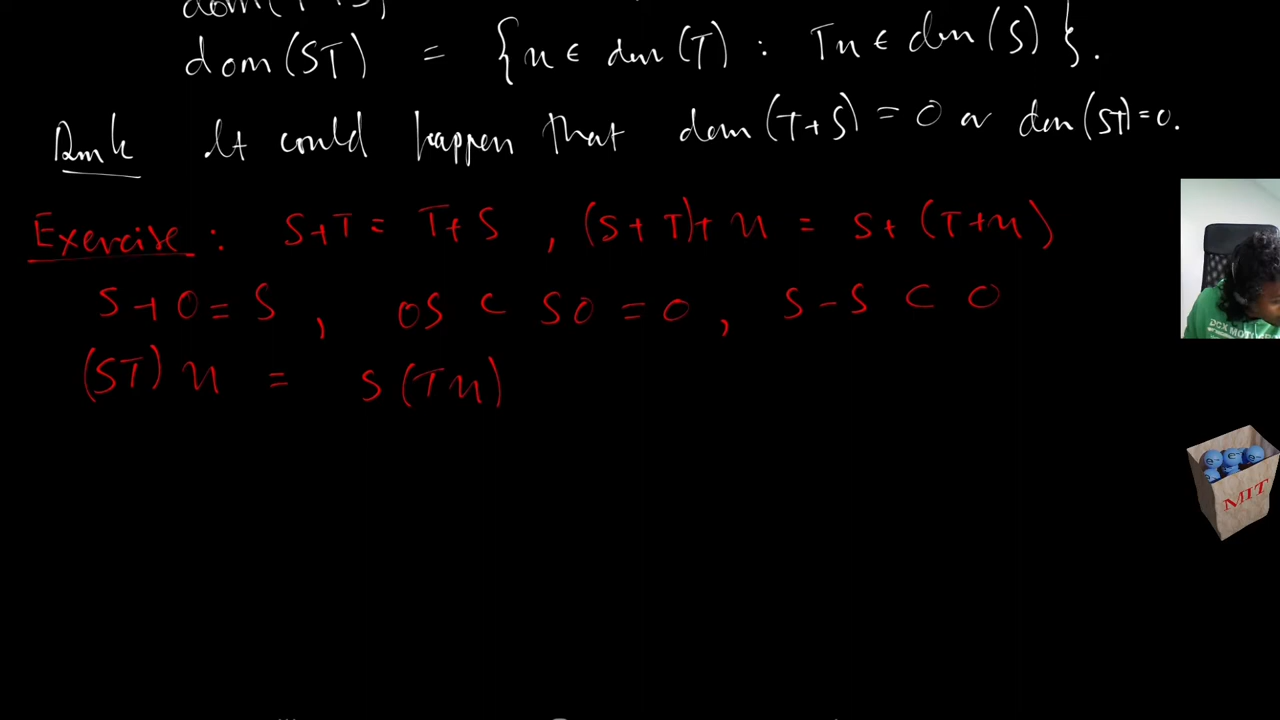 dom(T+S)
dom(ST) = {u ∈ dom(T) : Tu ∈ dom(S)}.
Rmk It could happen that dom(T+S) = 0 or dom(ST)=0.
Exercise: S+T = T+S, (S+T)+U = S+(T+U)
S+0 = S, 0S ⊂ S0 = 0, S-S ⊂ 0
(ST)U = S(TU)
MIT